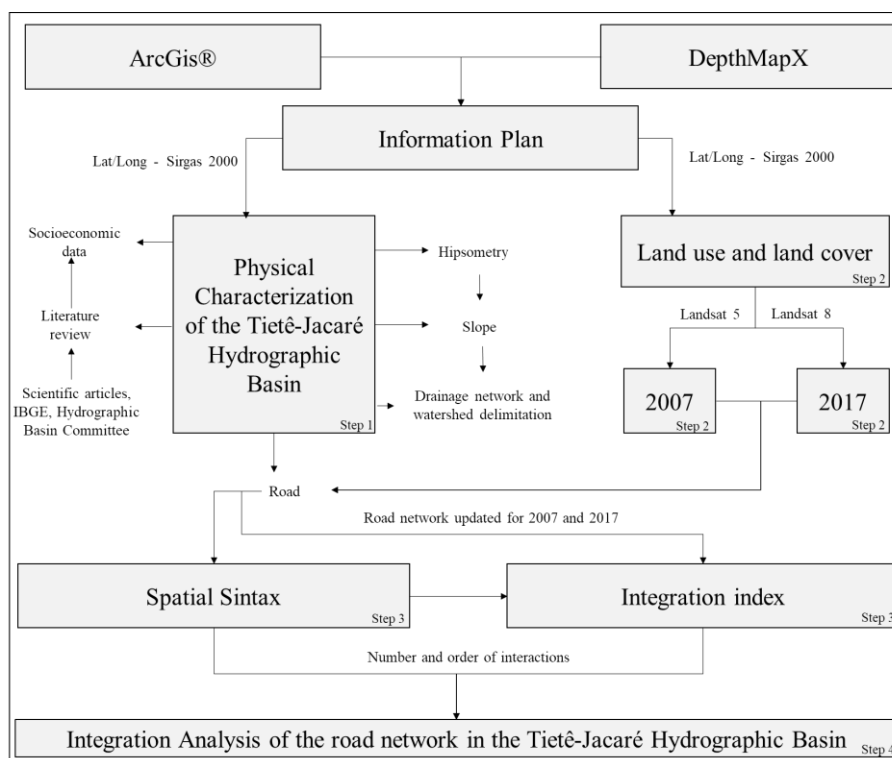 ArcGis®
DepthMapX
Information Plan
Lat/Long - Sirgas 2000
Lat/Long - Sirgas 2000
Socioeconomic
data
Literature
review
Scientific articles,
IBGE, Hydrographic
Basin Committee
Physical
Characterization
of the Tietê-Jacaré
Hydrographic
Basin
Step 1
Hipsometry
Slope
Drainage network and
watershed delimitation
Land use and land cover
Step 2
Landsat 5
Landsat 8
2007
Step 2
2017
Step 2
Road
Road network updated for 2007 and 2017
Spatial Sintax
Step 3
Integration index
Step 3
Number and order of interactions
Integration Analysis of the road network in the Tietê-Jacaré Hydrographic Basin
Step 4